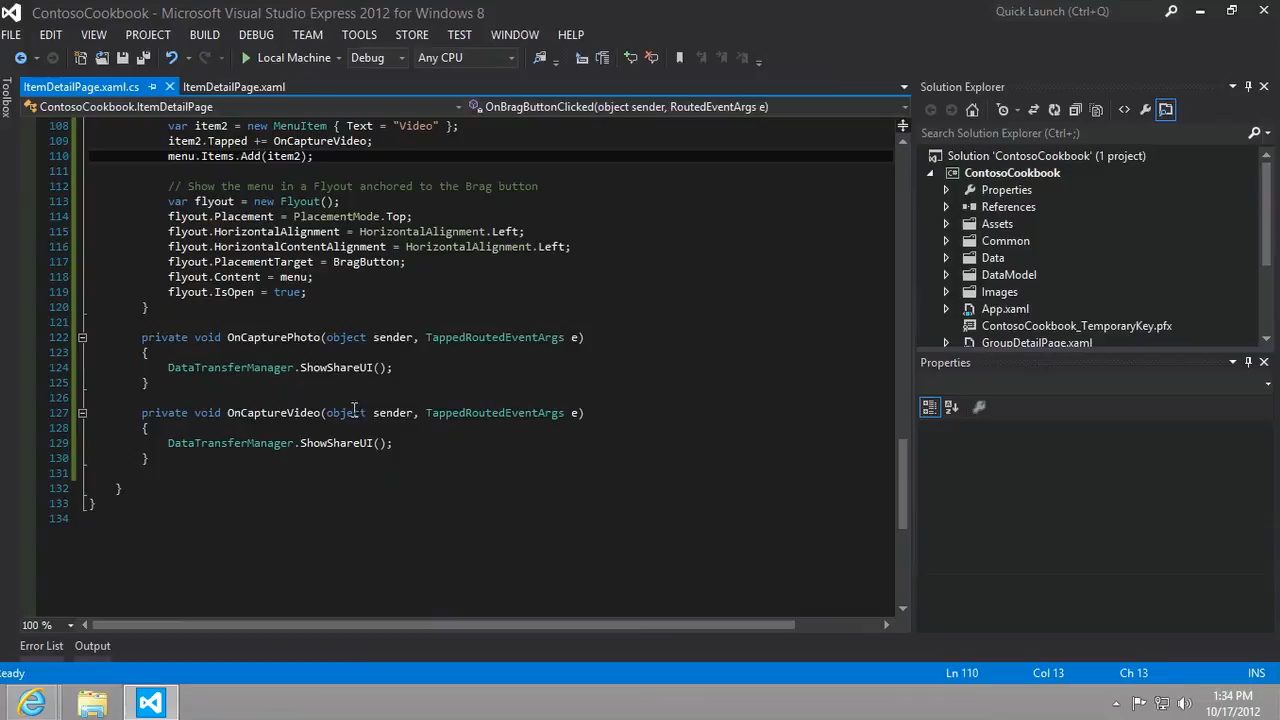 ContosoCookbook - Microsoft Visual Studio Express 2012 for Windows 8
Quick Launch (Ctrl+Q)
FILE EDIT VIEW PROJECT BUILD DEBUG TEAM TOOLS STORE TEST WINDOW HELP
Local Machine Debug Any CPU
Toolbox
ItemDetailPage.xaml.cs ItemDetailPage.xaml
ContosoCookbook.ItemDetailPage OnBragButtonClicked(object sender, RoutedEventArgs e)
108 var item2 = new MenuItem { Text = "Video" };
109 item2.Tapped += OnCaptureVideo;
110 menu.Items.Add(item2);
111
112 // Show the menu in a Flyout anchored to the Brag button
113 var flyout = new Flyout();
114 flyout.Placement = PlacementMode.Top;
115 flyout.HorizontalAlignment = HorizontalAlignment.Left;
116 flyout.HorizontalContentAlignment = HorizontalAlignment.Left;
117 flyout.PlacementTarget = BragButton;
118 flyout.Content = menu;
119 flyout.IsOpen = true;
120 }
121
122 private void OnCapturePhoto(object sender, TappedRoutedEventArgs e)
123 {
124 DataTransferManager.ShowShareUI();
125 }
126
127 private void OnCaptureVideo(object sender, TappedRoutedEventArgs e)
128 {
129 DataTransferManager.ShowShareUI();
130 }
131
132 }
133 }
134
100 %
Solution Explorer
Search Solution Explorer (Ctrl+;)
Solution 'ContosoCookbook' (1 project)
ContosoCookbook
Properties
References
Assets
Common
Data
DataModel
Images
App.xaml
ContosoCookbook_TemporaryKey.pfx
GroupDetailPage.xaml
Properties
Error List Output
eady Ln 110 Col 13 Ch 13 INS
1:34 PM
10/17/2012